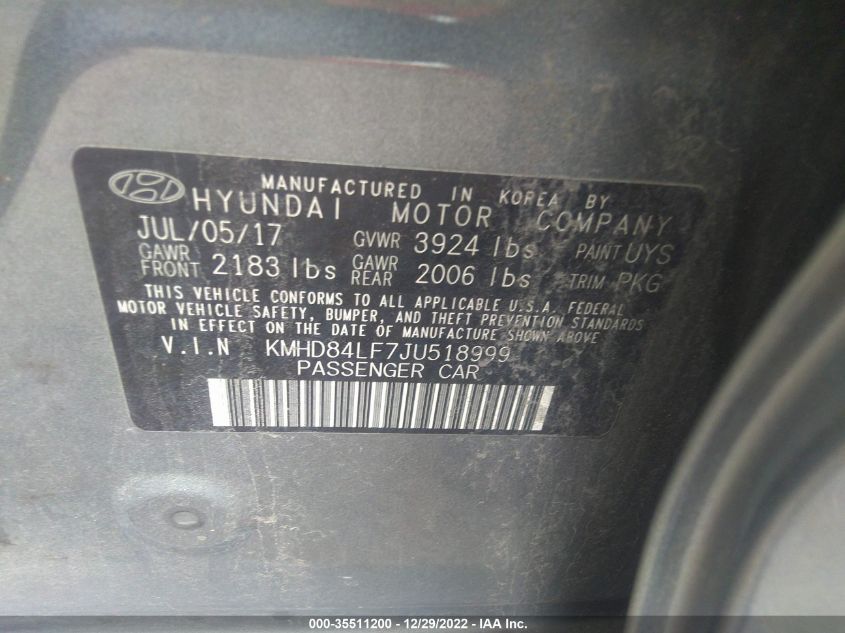 MANUFACTURED IN KOREA BY
HYUNDAI MOTOR COMPANY
JUL/05/17 GVWR 3924 lbs PAINT UYS
GAWR FRONT 2183 lbs GAWR REAR 2006 lbs TRIM PKG
THIS VEHICLE CONFORMS TO ALL APPLICABLE U.S.A. FEDERAL
MOTOR VEHICLE SAFETY, BUMPER, AND THEFT PREVENTION STANDARDS
IN EFFECT ON THE DATE OF MANUFACTURE SHOWN ABOVE
V.I.N KMHD84LF7JU518999
PASSENGER CAR
000-35511200 - 12/29/2022 - IAAI.com